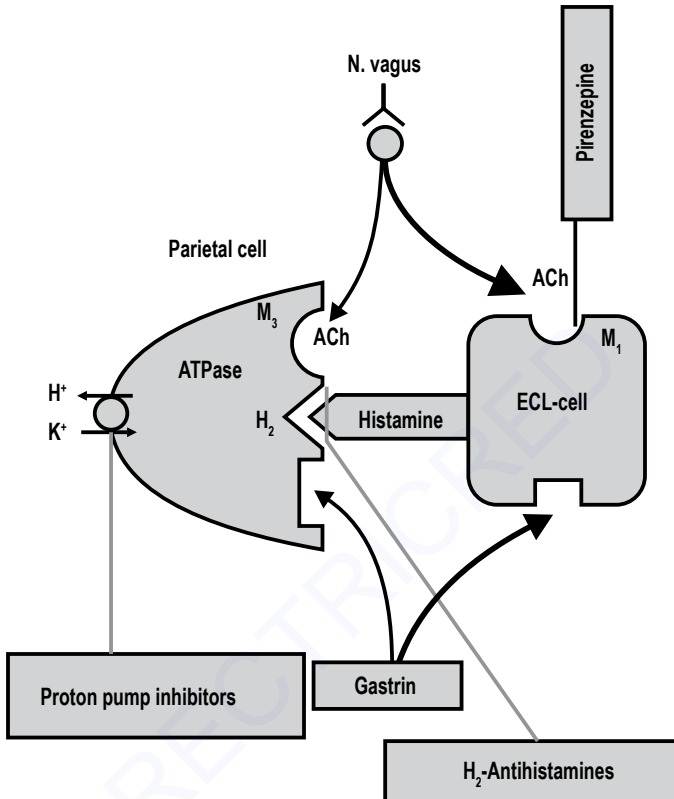 N. vagus
Pirenzepine
Parietal cell
ACh
M₃
ACh
M₁
ATPase
H⁺
ECL-cell
H₂
Histamine
K⁺
Gastrin
Proton pump inhibitors
H₂-Antihistamines